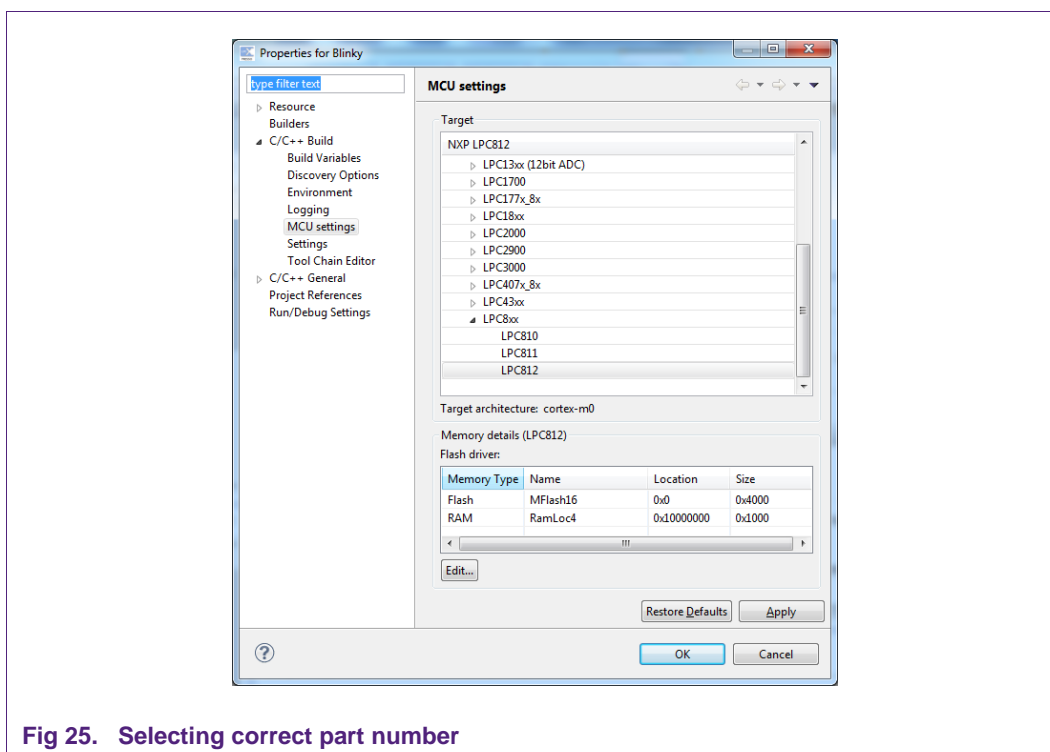 Properties for Blinky
type filter text
Resource
Builders
C/C++ Build
Build Variables
Discovery Options
Environment
Logging
MCU settings
Settings
Tool Chain Editor
C/C++ General
Project References
Run/Debug Settings
MCU settings
Target
NXP LPC812
LPC13xx (12bit ADC)
LPC1700
LPC177x_8x
LPC18xx
LPC2000
LPC2900
LPC3000
LPC407x_8x
LPC43xx
LPC8xx
LPC810
LPC811
LPC812
Target architecture: cortex-m0
Memory details (LPC812)
Flash driver:
Memory Type Name Location Size
Flash MFlash16 0x0 0x4000
RAM RamLoc4 0x10000000 0x1000
Edit...
Restore Defaults Apply
OK Cancel
Fig 25. Selecting correct part number